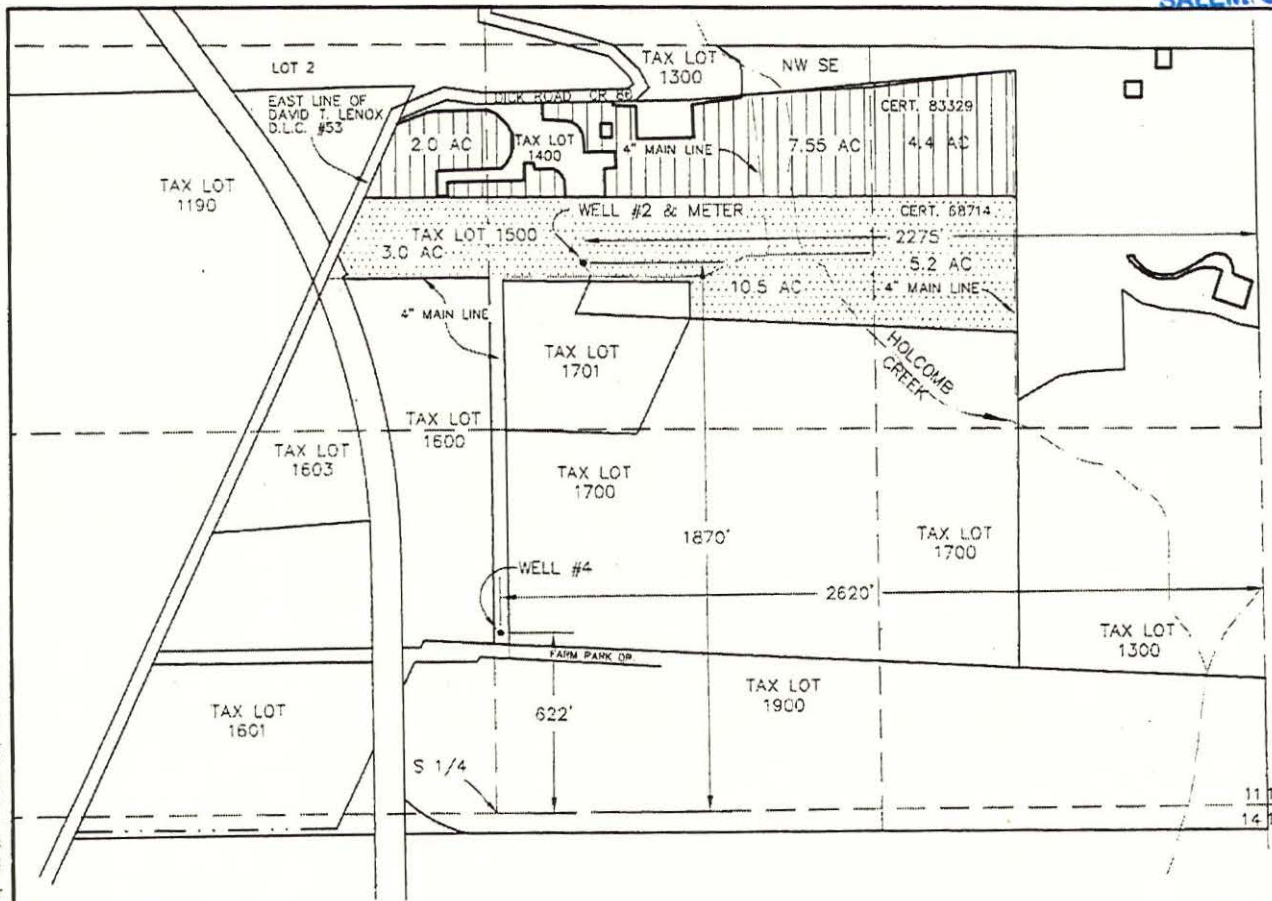 SALEM, O
LOT 2
TAX LOT
1300
NW SE
DICK ROAD CR 86
EAST LINE OF
DAVID T. LENOX
D.L.C. #53
CERT. 83329
2.0 AC
TAX LOT
1400
4" MAIN LINE
7.55 AC
4.4 AC
TAX LOT
1190
WELL #2 & METER
CERT. 68714
TAX LOT 1500
2275'
3.0 AC
5.2 AC
10.5 AC
4" MAIN LINE
4" MAIN LINE
TAX LOT
1701
HOLCOMB
CREEK
TAX LOT
1600
TAX LOT
1603
TAX LOT
1700
1870'
TAX LOT
1700
WELL #4
2620'
TAX LOT
1300
FARM PARK DR.
TAX LOT
1900
TAX LOT
1601
622'
S 1/4
11
14